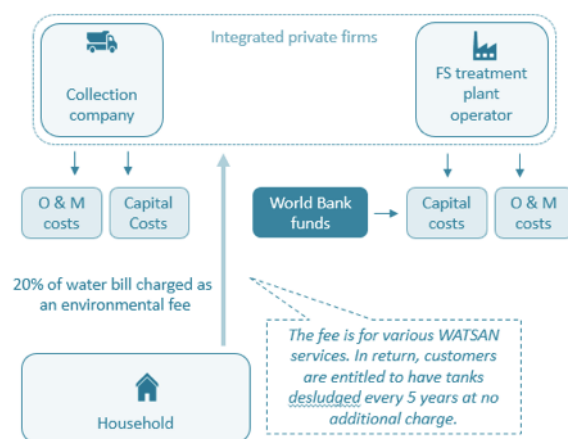 Integrated private firms
Collection
company
FS treatment
plant
operator
O & M
costs
Capital
Costs
World Bank
funds
Capital
costs
O & M
costs
20% of water bill charged as
an environmental fee
The fee is for various WATSAN
services. In return, customers
are entitled to have tanks
desludged every 5 years at no
additional charge.
Household